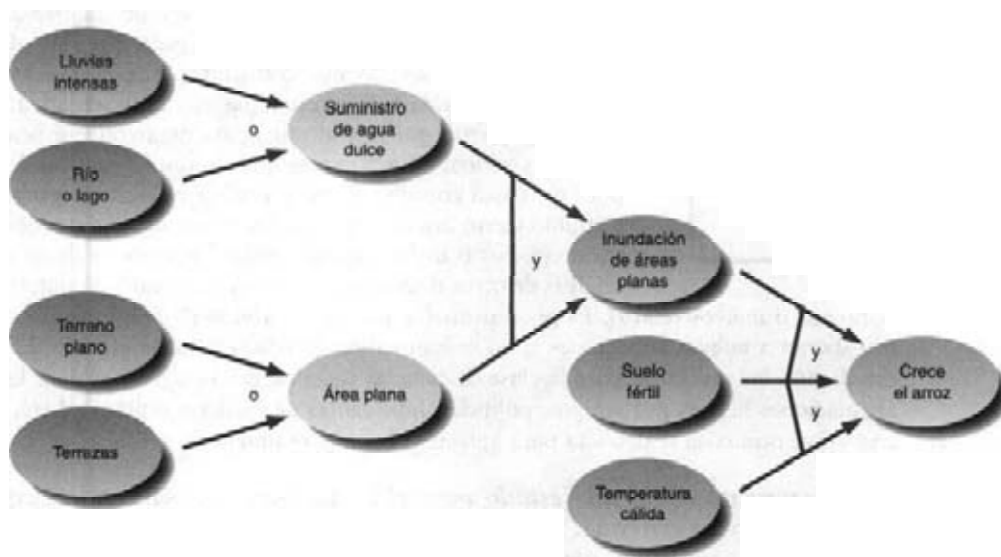 Lluvias
intensas
o
Río
o lago
Suministro
de agua
dulce
Terreno
plano
o
Terrazas
Área plana
y
Inundación
de áreas
planas
Suelo
fértil
Temperatura
cálida
y
y
Crece
el arroz